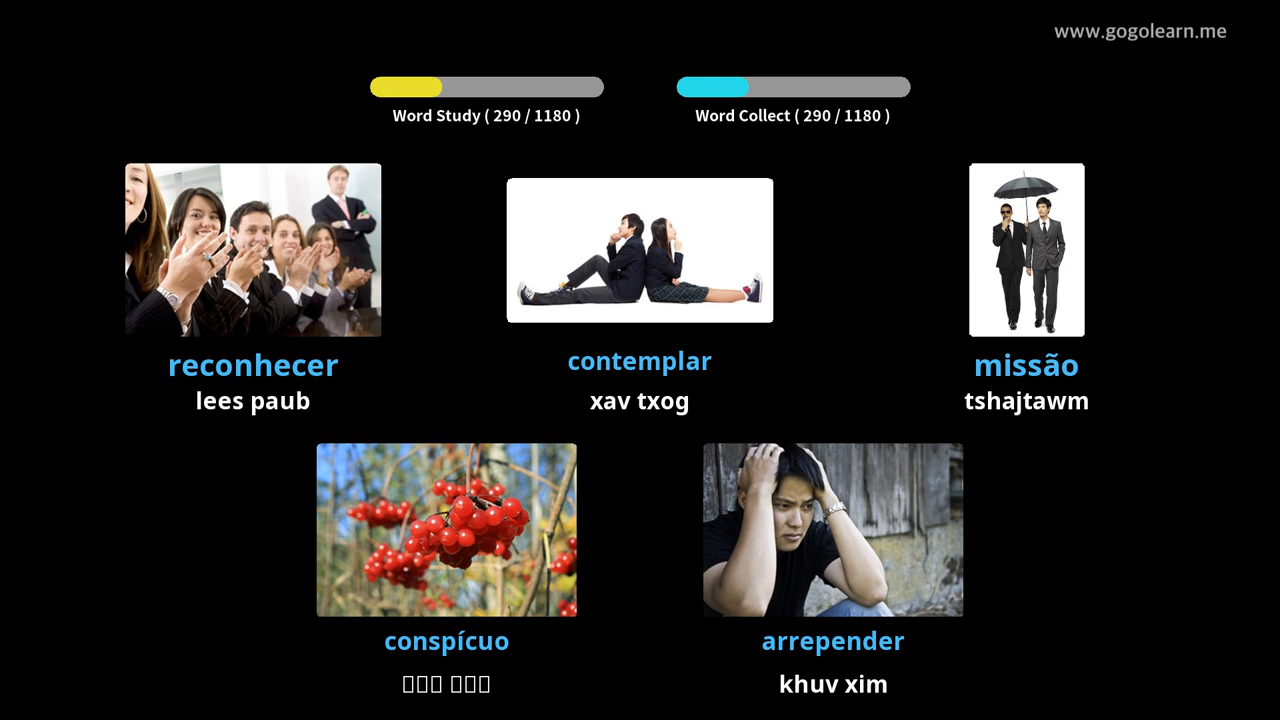 www.gogolearn.me
Word Study ( 290 / 1180 )
Word Collect ( 290 / 1180 )
reconhecer
contemplar
missão
lees paub
xav txog
tshajtawm
conspícuo
arrepender
khuv xim